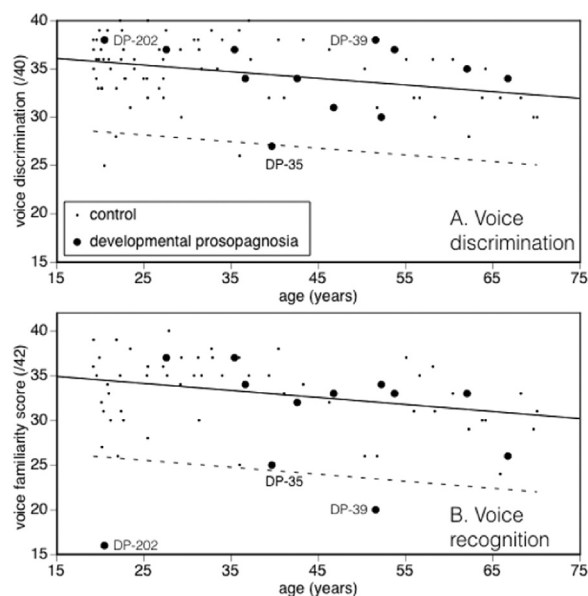 40
35
30
25
20
15
voice discrimination (/40)
DP-202
DP-39
DP-35
control
developmental prosopagnosia
A. Voice
discrimination
15 25 35 45 55 65 75
age (years)
40
35
30
25
20
15
voice familiarity score (/42)
DP-35
DP-39
DP-202
B. Voice
recognition
15 25 35 45 55 65 75
age (years)